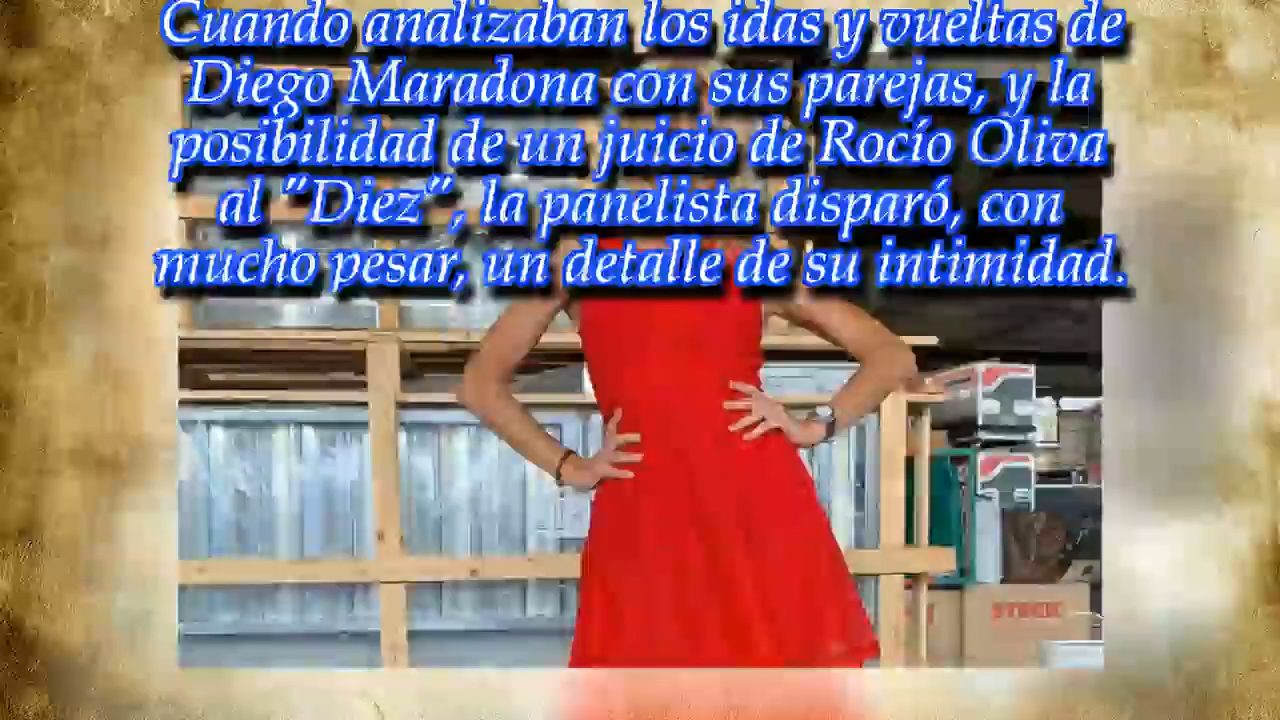 Cuando analizaban los idas y vueltas de
Diego Maradona con sus parejas, y la
posibilidad de un juicio de Rocío Oliva
al "Diez", la panelista disparó, con
mucho pesar, un detalle de su intimidad.